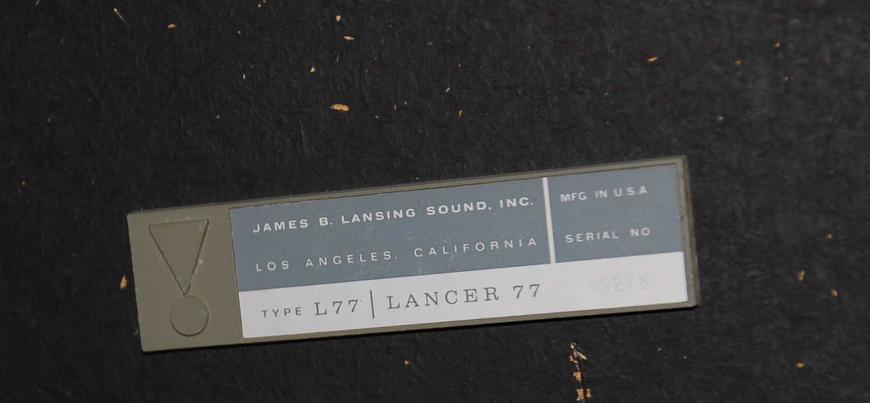 JAMES B. LANSING SOUND, INC.
LOS ANGELES, CALIFORNIA
MFG. IN U.S.A.
SERIAL NO
TYPE L77 | LANCER 77